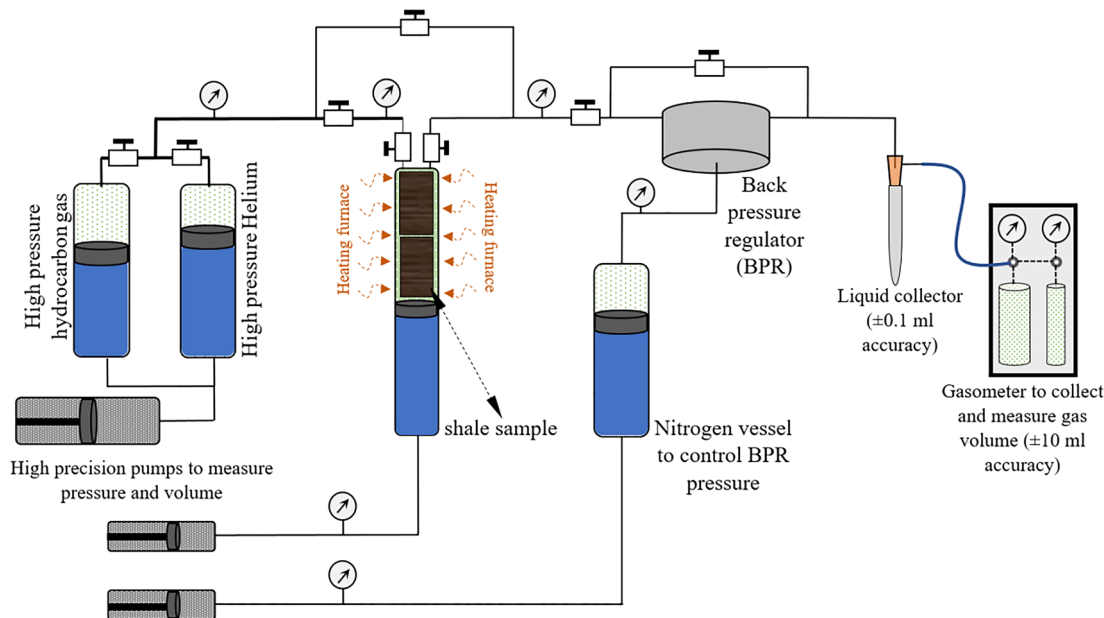 High pressure
hydrocarbon gas
High pressure Helium
Heating furnace
Heating furnace
Back
pressure
regulator
(BPR)
Liquid collector
(±0.1 ml
accuracy)
Gasometer to collect
and measure gas
volume (±10 ml
accuracy)
shale sample
Nitrogen vessel
to control BPR
pressure
High precision pumps to measure
pressure and volume